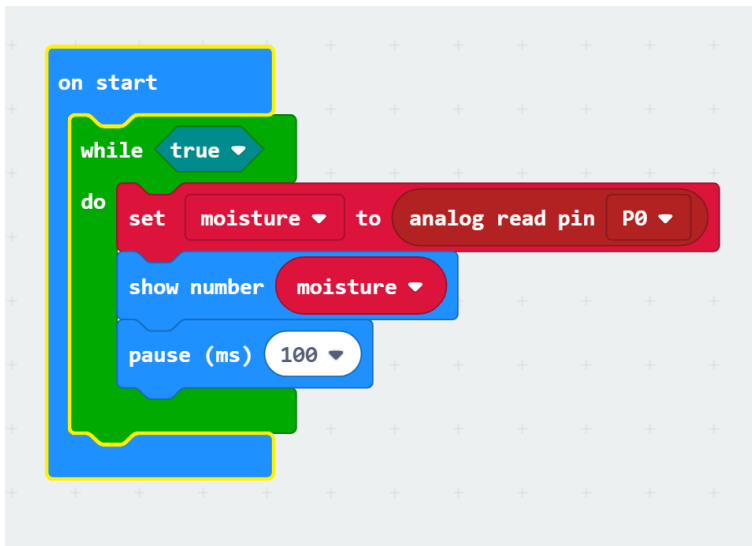 on start
while true
do set moisture to analog read pin P0
show number moisture
pause (ms) 100